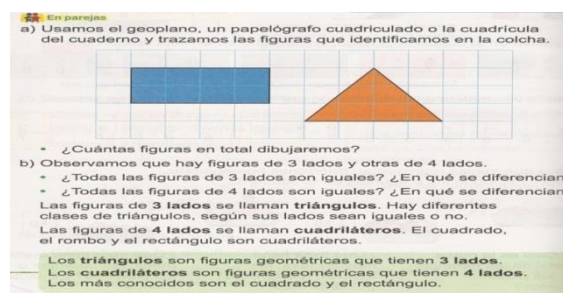 En parejas
a) Usamos el geoplano, un papelógrafo cuadriculado o la cuadrícula
del cuaderno y trazamos las figuras que identificamos en la colcha.
• ¿Cuántas figuras en total dibujaremos?
b) Observamos que hay figuras de 3 lados y otras de 4 lados.
• ¿Todas las figuras de 3 lados son iguales? ¿En qué se diferencian
• ¿Todas las figuras de 4 lados son iguales? ¿En qué se diferencian
Las figuras de 3 lados se llaman triángulos. Hay diferentes
clases de triángulos, según sus lados sean iguales o no.
Las figuras de 4 lados se llaman cuadriláteros. El cuadrado,
el rombo y el rectángulo son cuadriláteros.
Los triángulos son figuras geométricas que tienen 3 lados.
Los cuadriláteros son figuras geométricas que tienen 4 lados.
Los más conocidos son el cuadrado y el rectángulo.